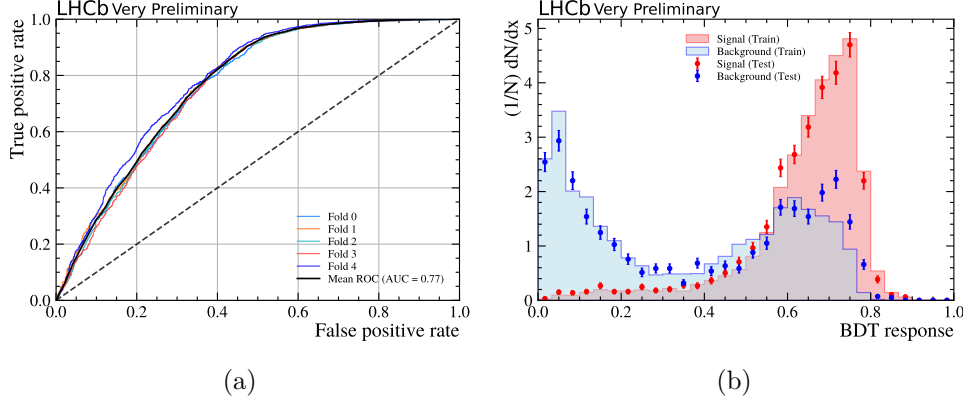 LHCb Very Preliminary
True positive rate
1.0
0.8
0.6
0.4
0.2
0.0
0.0 0.2 0.4 0.6 0.8 1.0
False positive rate
Fold 0
Fold 1
Fold 2
Fold 3
Fold 4
Mean ROC (AUC = 0.77)
(a)
LHCb Very Preliminary
(1/N) dN/dx
5
4
3
2
1
0
0.0 0.2 0.4 0.6 0.8 1.0
BDT response
Signal (Train)
Background (Train)
Signal (Test)
Background (Test)
(b)